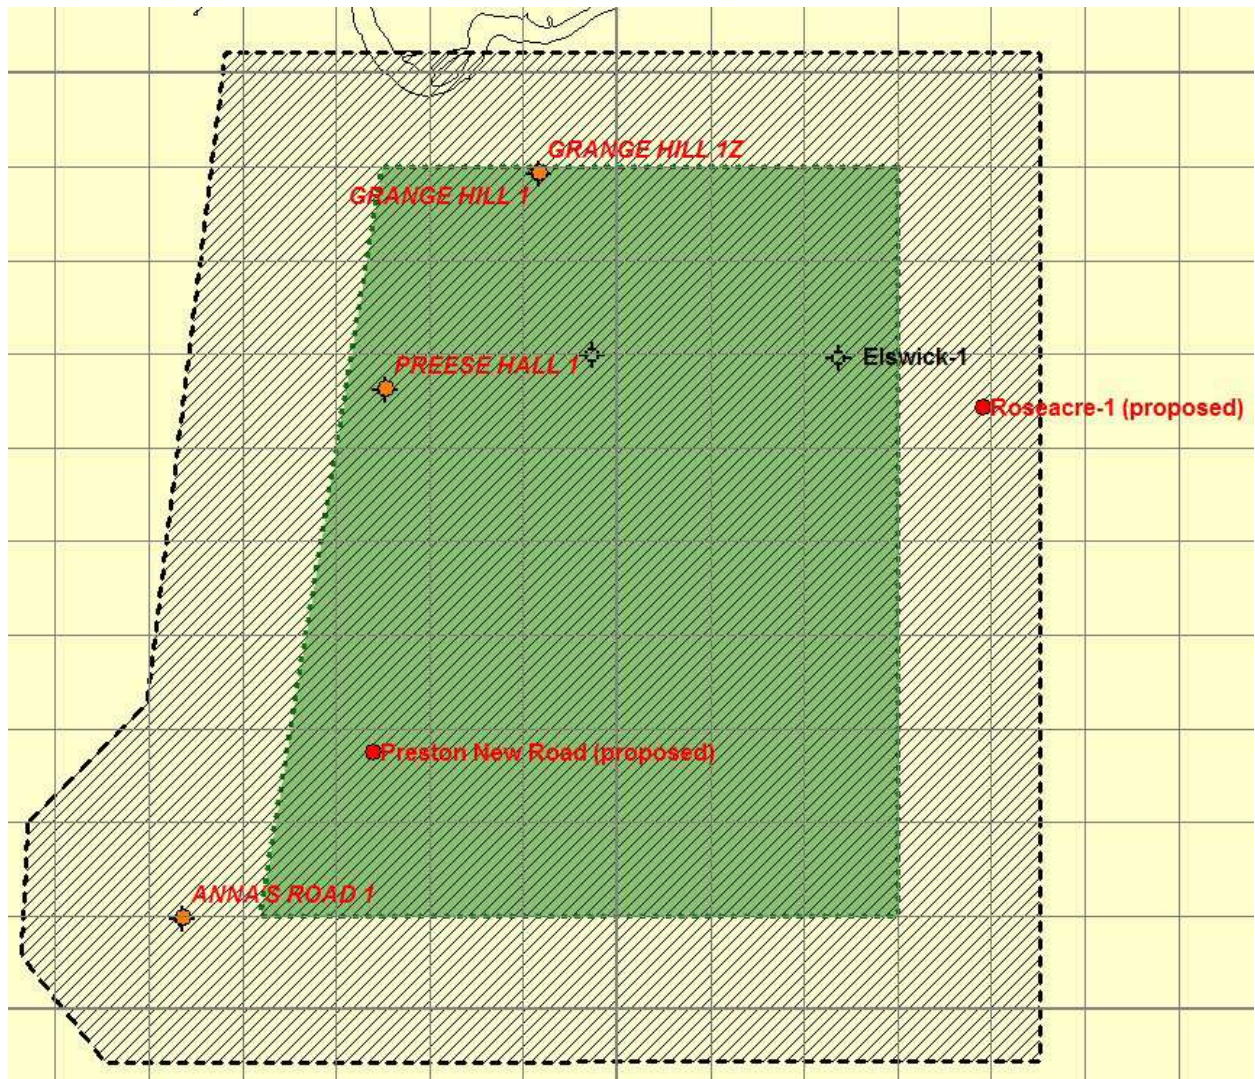 GRANGE HILL 1Z
GRANGE HILL 1
PREESE HALL 1
Elswick-1
Roseacre-1 (proposed)
Preston New Road (proposed)
ANNA'S ROAD 1